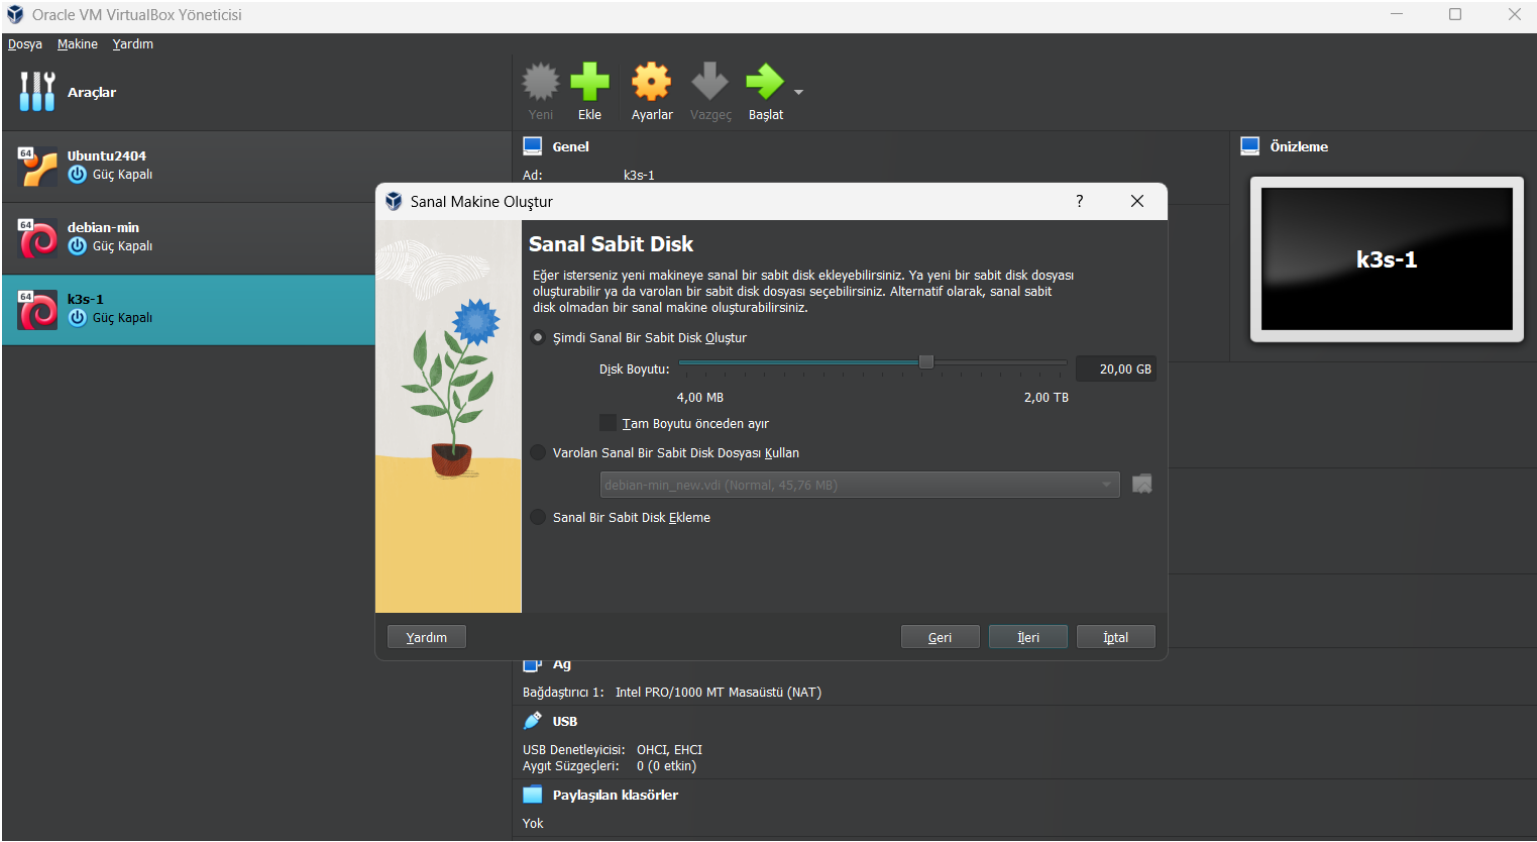 Oracle VM VirtualBox Yöneticisi
Dosya Makine Yardım
Araçlar
Yeni Ekle Ayarlar Vazgeç Başlat
64 Ubuntu2404
Güç Kapalı
64 debian-min
Güç Kapalı
64 k3s-1
Güç Kapalı
Genel
Ad: k3s-1
Önizleme
k3s-1
Sanal Makine Oluştur ?
Sanal Sabit Disk
Eğer isterseniz yeni makineye sanal bir sabit disk ekleyebilirsiniz. Ya yeni bir sabit disk dosyası
oluşturabilir ya da varolan bir sabit disk dosyası seçebilirsiniz. Alternatif olarak, sanal sabit
disk olmadan bir sanal makine oluşturabilirsiniz.
Şimdi Sanal Bir Sabit Disk Oluştur
Disk Boyutu: 20,00 GB
4,00 MB 2,00 TB
Tam Boyutu önceden ayır
Varolan Sanal Bir Sabit Disk Dosyası Kullan
debian-min_new.vdi (Normal, 45,76 MB)
Sanal Bir Sabit Disk Ekleme
Yardım Geri İleri İptal
Ağ
Bağdaştırıcı 1: Intel PRO/1000 MT Masaüstü (NAT)
USB
USB Denetleyicisi: OHCI, EHCI
Aygıt Süzgeçleri: 0 (0 etkin)
Paylaşılan klasörler
Yok